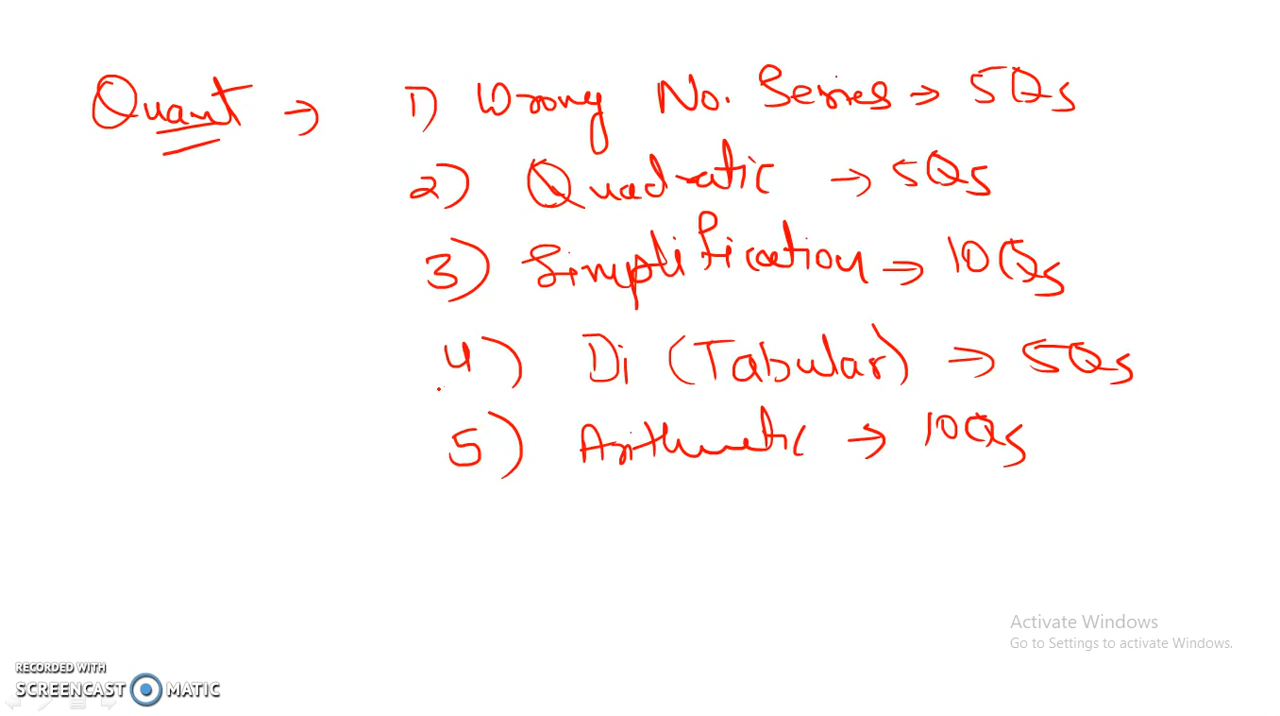 Quant → 1) Wrong No. Series → 5Qs
2) Quadratic → 5Qs
3) Simplification → 10Qs
4) Di (Tabular) → 5Qs
5) Arithmetic → 10Qs
Activate Windows
Go to Settings to activate Windows.
RECORDED WITH
SCREENCAST MATIC